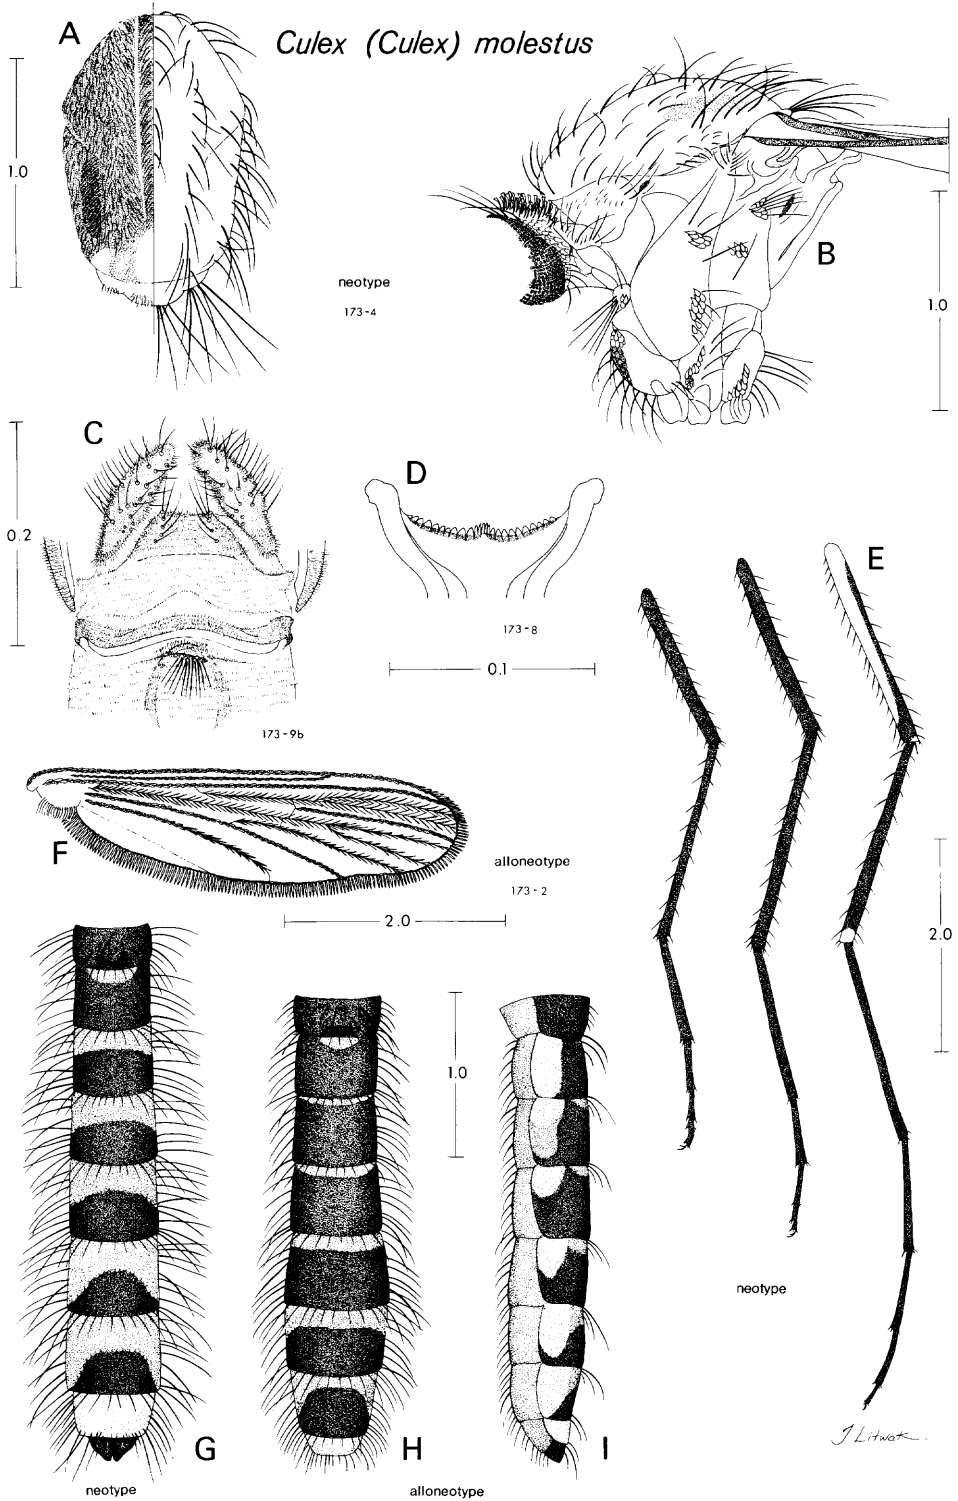 Culex (Culex) molestus
A
1.0
neotype
173-4
B
1.0
C
0.2
173-9b
D
173-8
0.1
E
2.0
neotype
F
alloneotype
173-2
2.0
1.0
G
neotype
H
I
alloneotype
J Litwak.